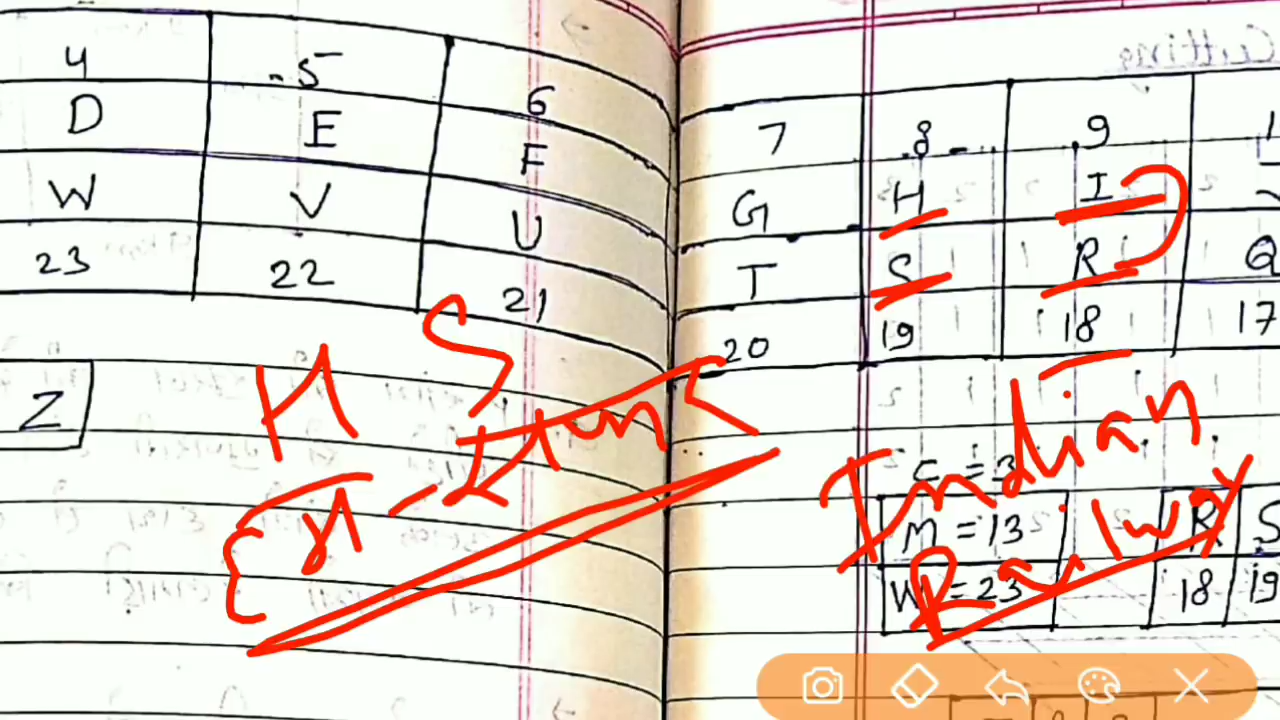 4 5 6 7 8 9
D E F G H I
W V U T S R Q
23 22 21 20 19 18 17
Z
H S
Indian
Railway
C = 3
M = 13 R S
W = 23 18 19